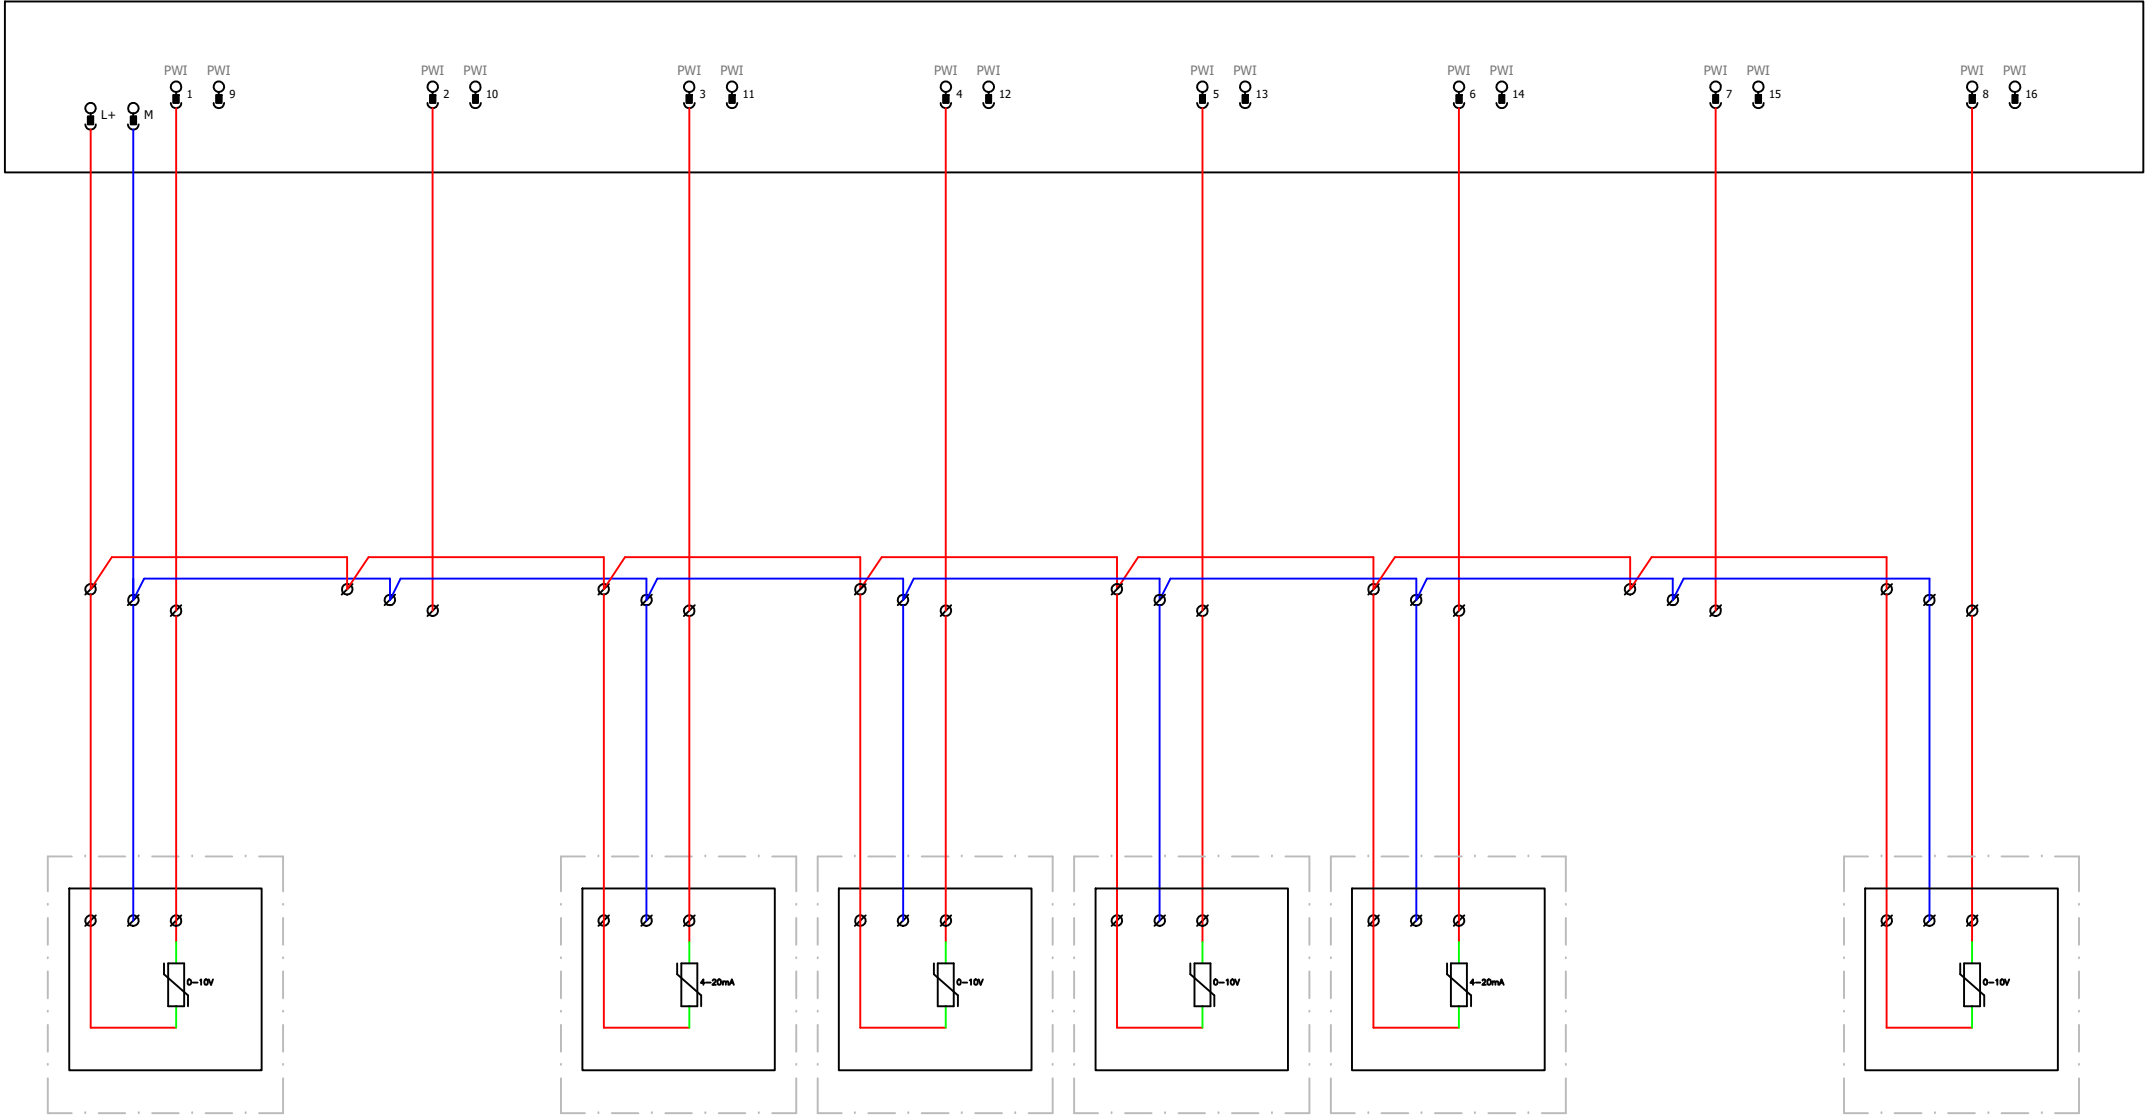 PWI PWI PWI PWI PWI PWI PWI PWI PWI PWI PWI PWI PWI PWI PWI PWI
1 9 2 10 3 11 4 12 5 13 6 14 7 15 8 16
L+ M
0-10V 4-20mA 0-10V 0-10V 4-20mA 0-10V